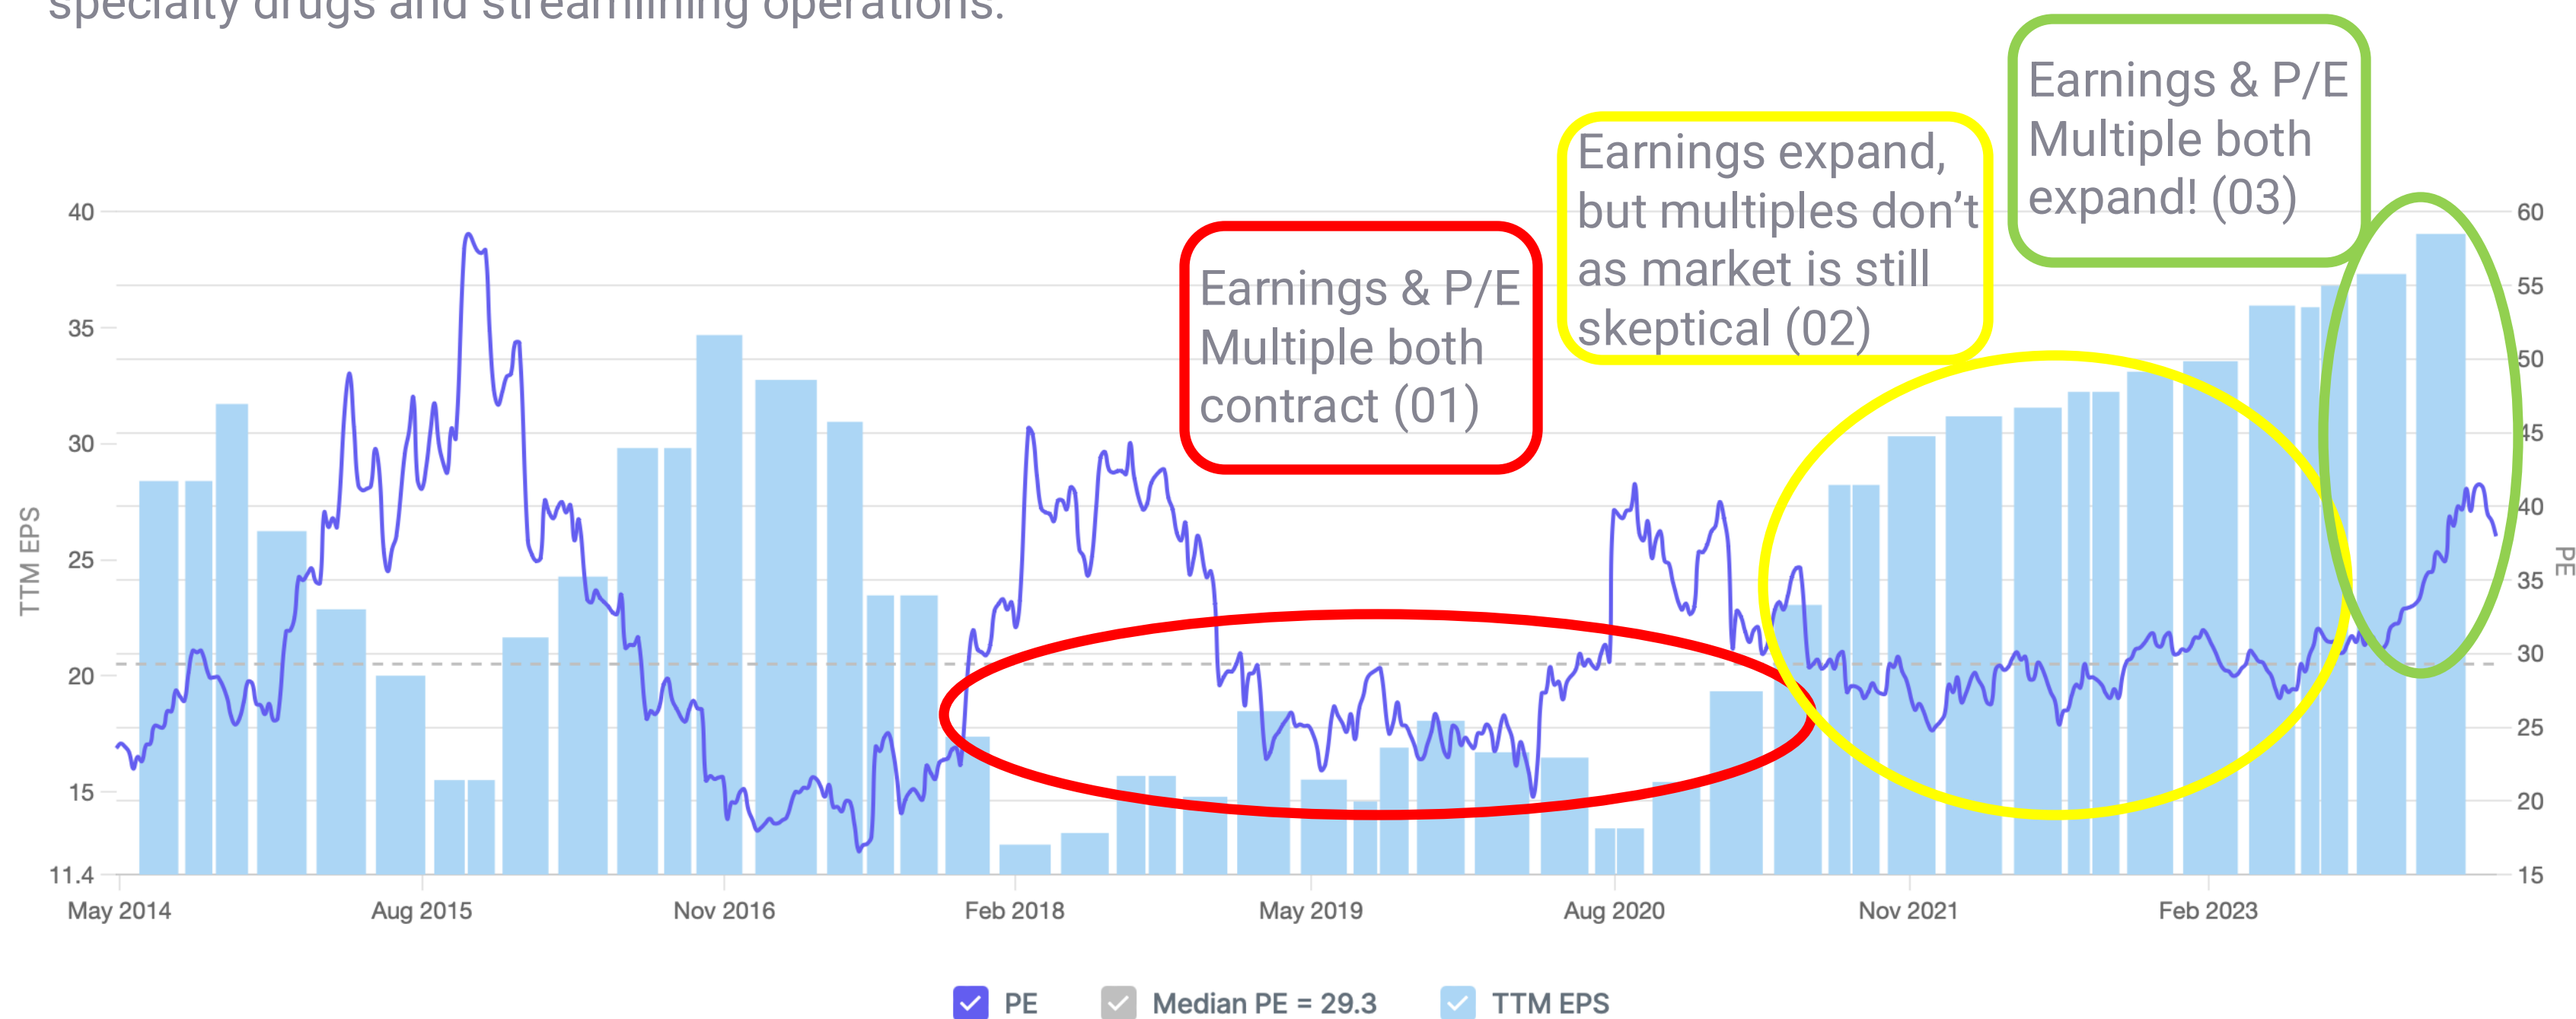 specialty drugs and streamlining operations.
Earnings & P/E
Multiple both
expand! (03)
Earnings expand,
but multiples don’t
as market is still
skeptical (02)
Earnings & P/E
Multiple both
contract (01)
40
35
30
25
20
15
11.4
TTM EPS
60
55
50
45
40
35
30
25
20
15
PE
May 2014
Aug 2015
Nov 2016
Feb 2018
May 2019
Aug 2020
Nov 2021
Feb 2023
PE
Median PE = 29.3
TTM EPS